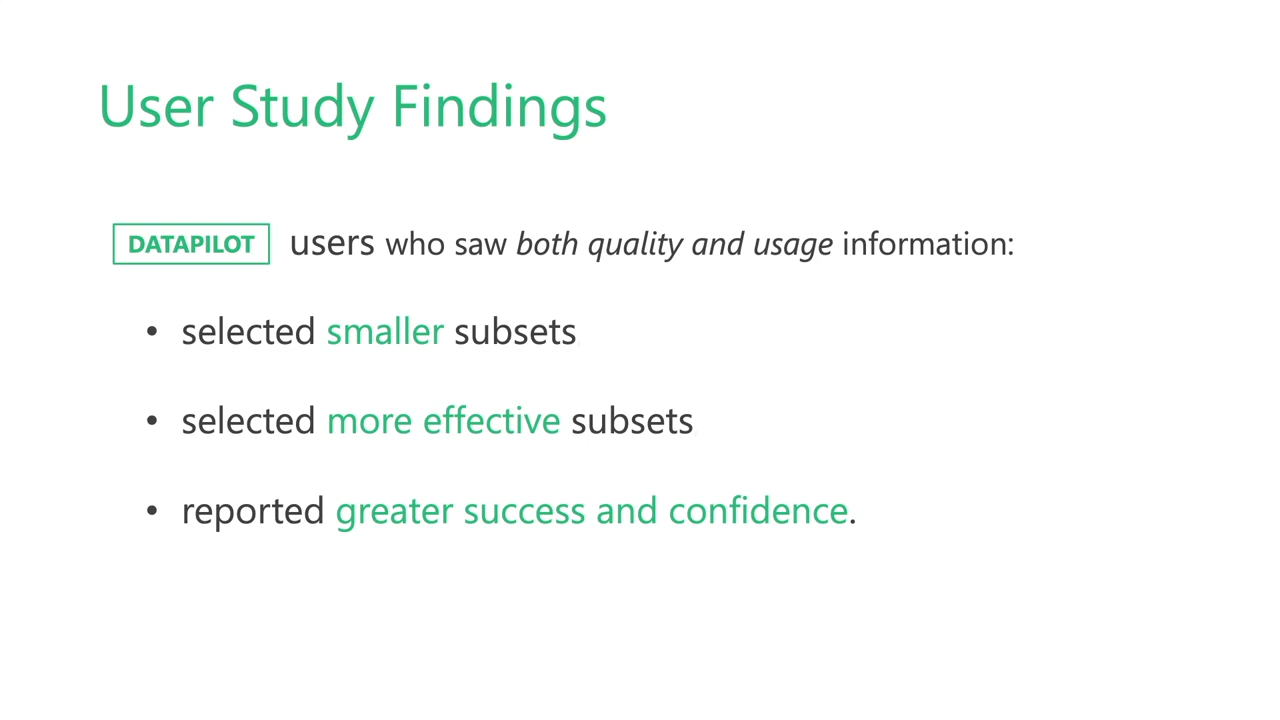 User Study Findings
DATAPILOT users who saw both quality and usage information:
• selected smaller subsets
• selected more effective subsets
• reported greater success and confidence.